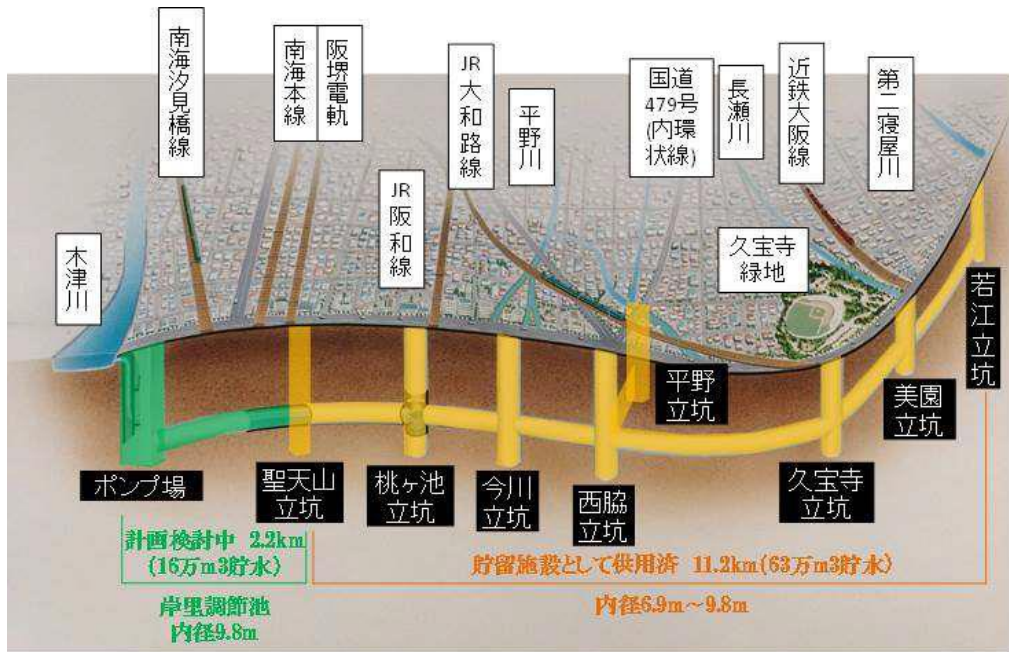 南海汐見橋線
南海本線
阪堺電軌
JR大和路線
平野川
国道
479号
(内環
状線)
長瀬川
近鉄大阪線
第二寝屋川
木津川
JR阪和線
久宝寺
緑地
若江立坑
美園
立坑
平野
立坑
ポンプ場
聖天山
立坑
桃ヶ池
立坑
今川
立坑
西脇
立坑
久宝寺
立坑
計画検討中 2.2km
(16万m3貯水)
貯留施設として供用済 11.2km(63万m3貯水)
岸里調節池
内径9.8m
内径6.9m～9.8m